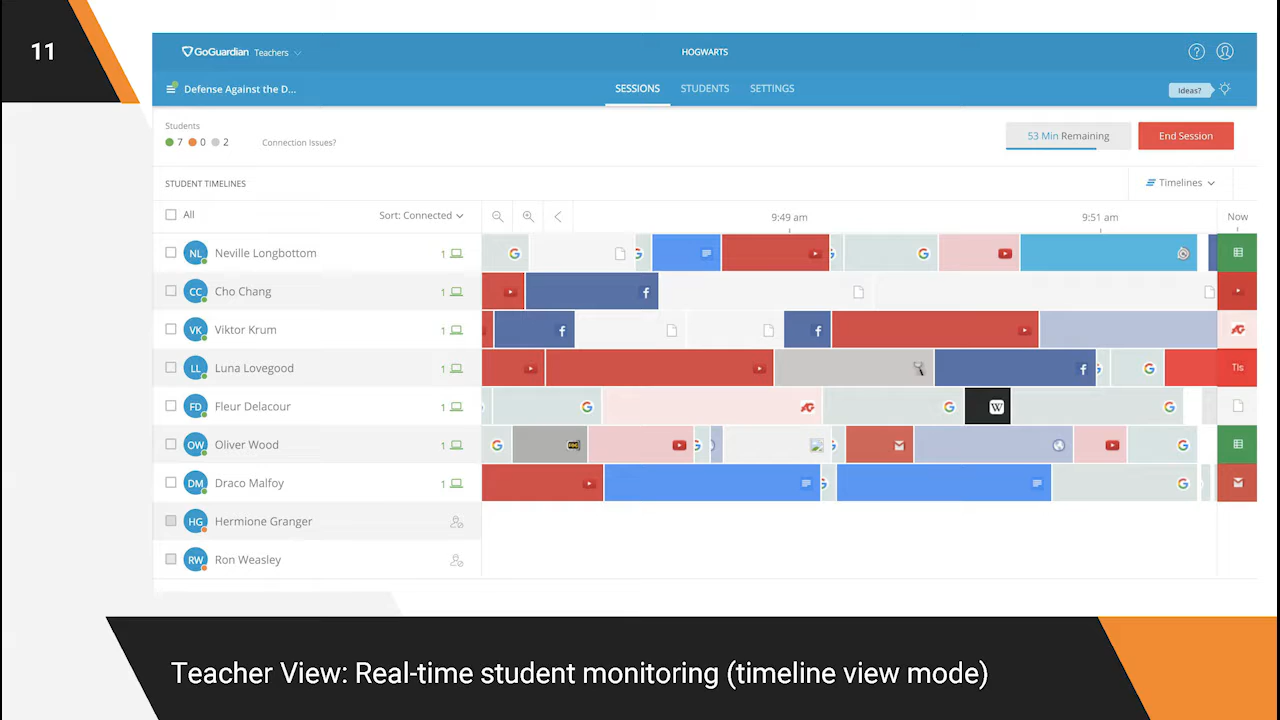 11
GoGuardian Teachers
HOGWARTS
?
Defense Against the D...
SESSIONS STUDENTS SETTINGS
Ideas?
Students
7 0 2 Connection Issues?
53 Min Remaining
End Session
STUDENT TIMELINES
Timelines
All
Sort: Connected
9:49 am 9:51 am Now
NL Neville Longbottom 1
CC Cho Chang 1
VK Viktor Krum 1
LL Luna Lovegood 1 TIs
FD Fleur Delacour 1 W
OW Oliver Wood 1
DM Draco Malfoy 1
HG Hermione Granger
RW Ron Weasley
Teacher View: Real-time student monitoring (timeline view mode)